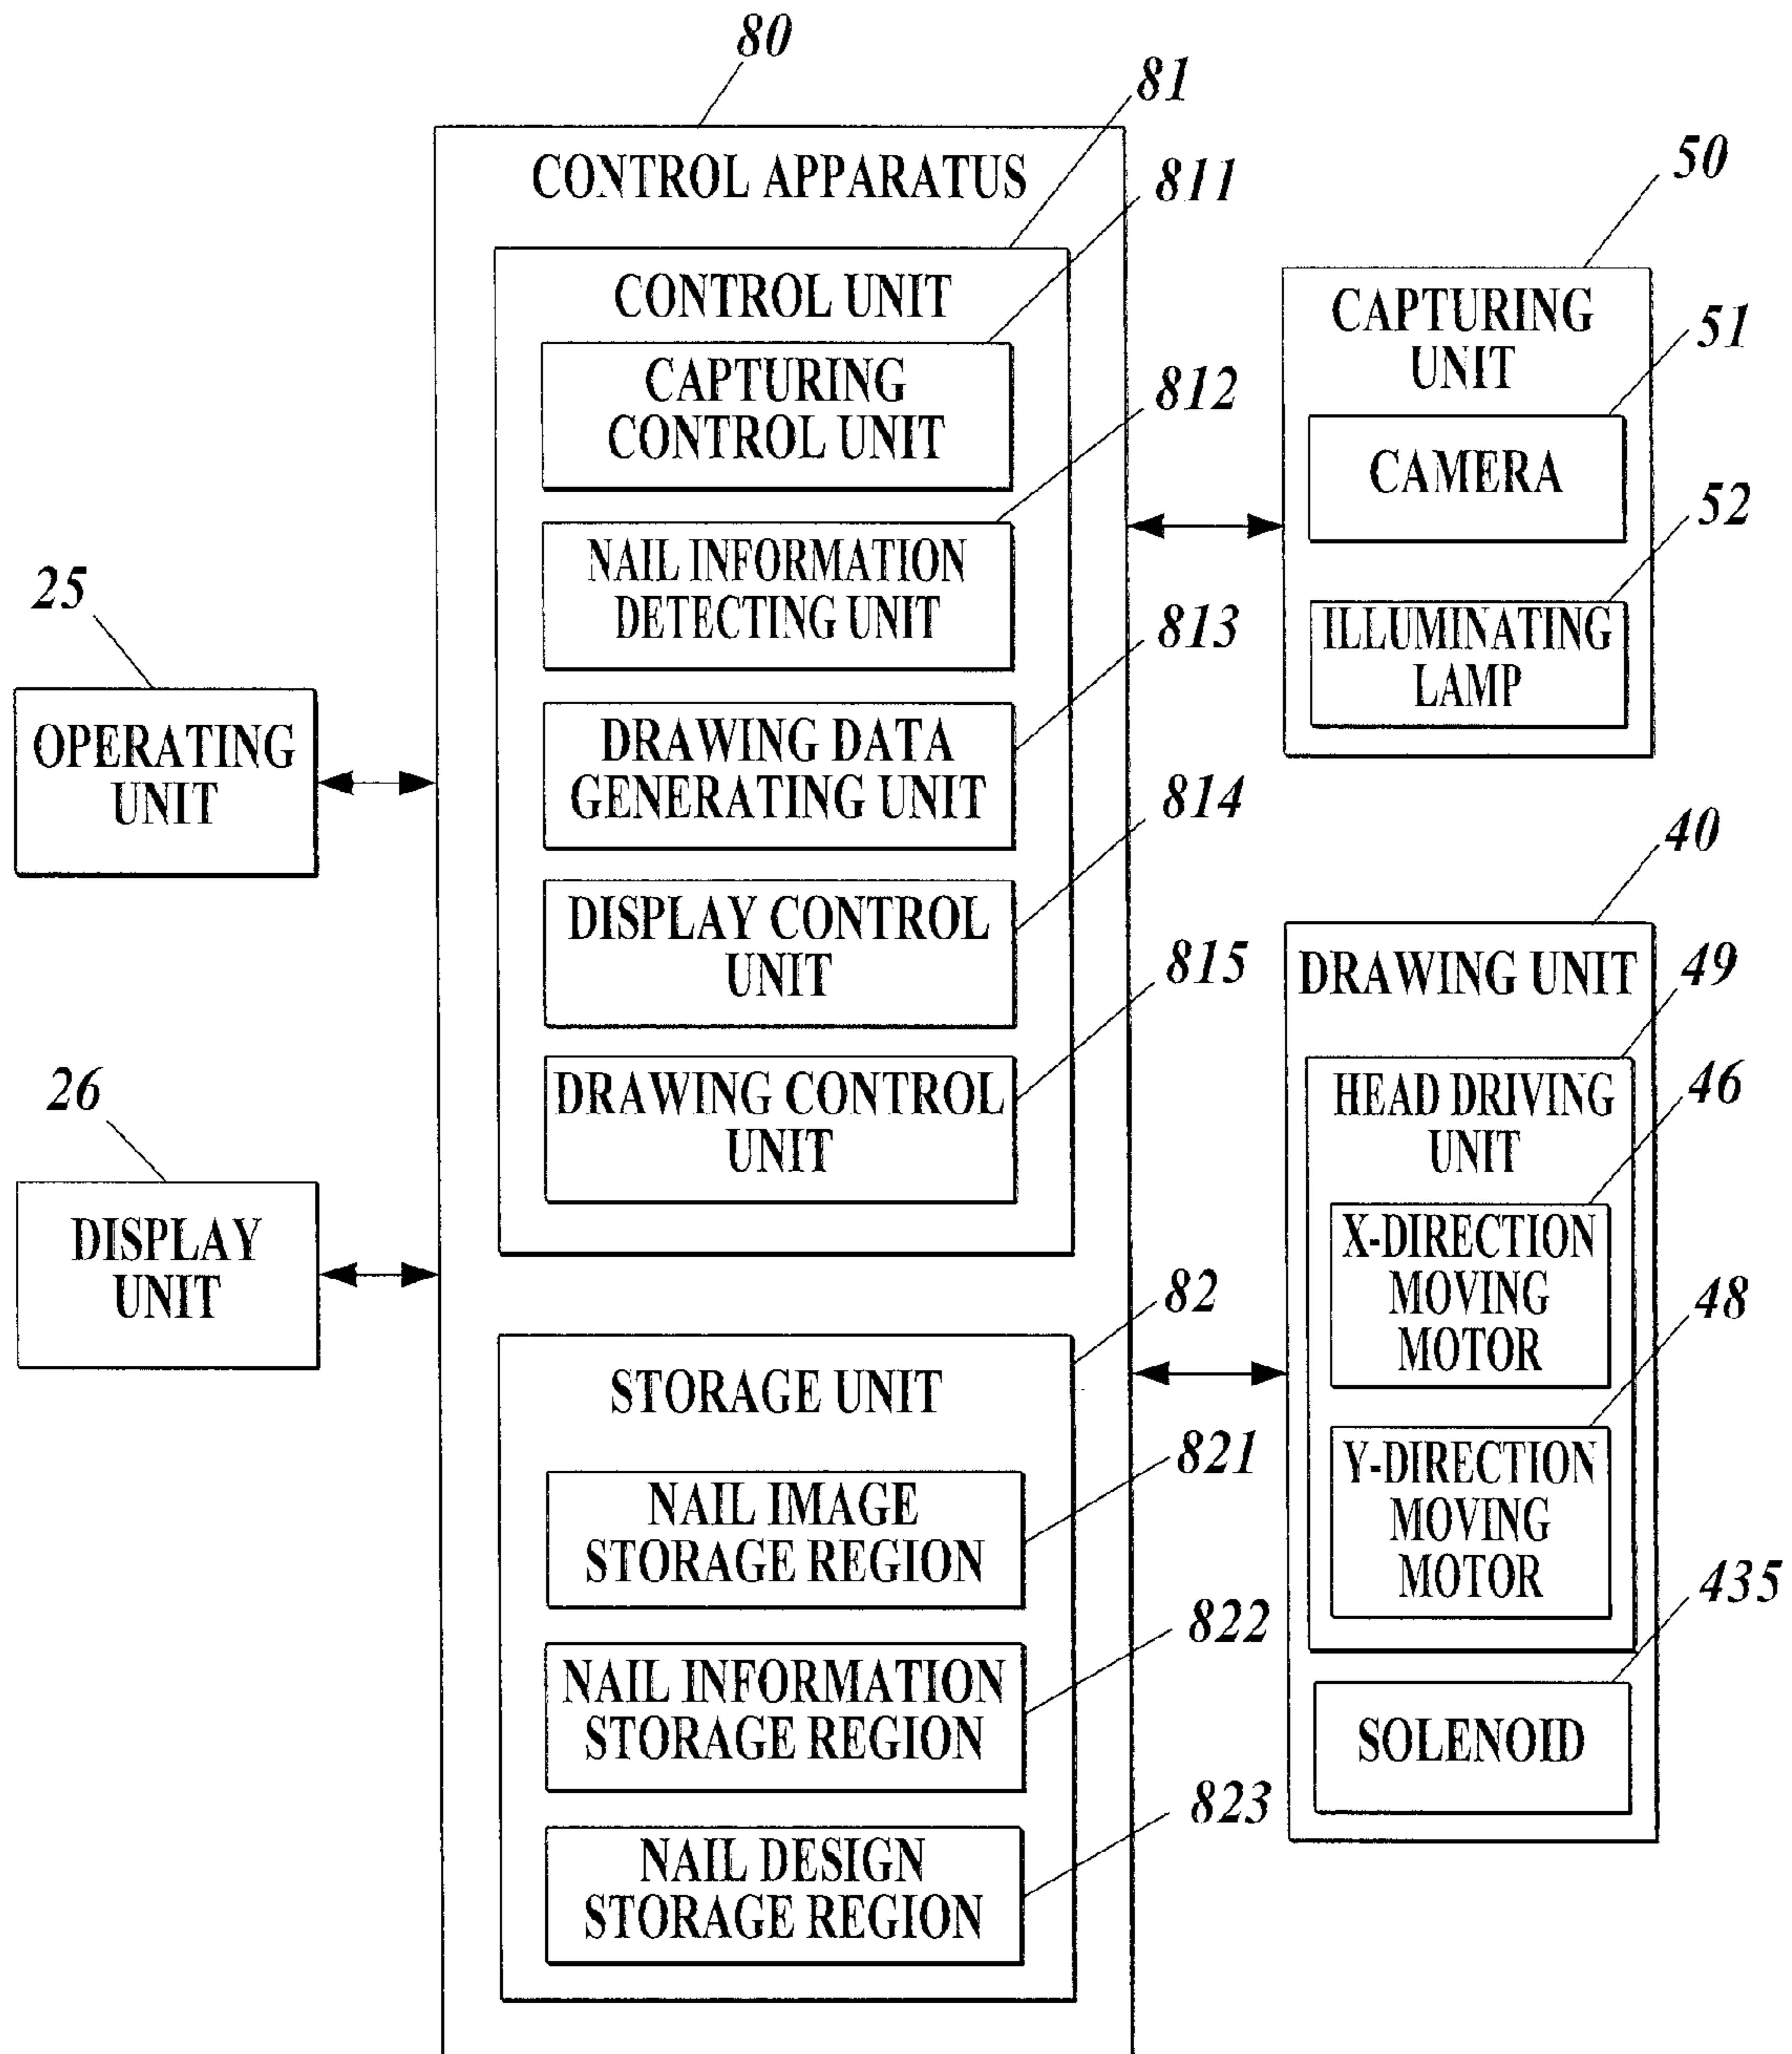 80
81
CONTROL APPARATUS
811
CONTROL UNIT
CAPTURING
CONTROL UNIT
812
NAIL INFORMATION
DETECTING UNIT
813
DRAWING DATA
GENERATING UNIT
814
DISPLAY CONTROL
UNIT
815
DRAWING CONTROL
UNIT
82
STORAGE UNIT
821
NAIL IMAGE
STORAGE REGION
822
NAIL INFORMATION
STORAGE REGION
823
NAIL DESIGN
STORAGE REGION
25
OPERATING
UNIT
26
DISPLAY
UNIT
50
CAPTURING
UNIT
51
CAMERA
52
ILLUMINATING
LAMP
40
DRAWING UNIT
49
HEAD DRIVING
UNIT
46
X-DIRECTION
MOVING
MOTOR
48
Y-DIRECTION
MOVING
MOTOR
435
SOLENOID